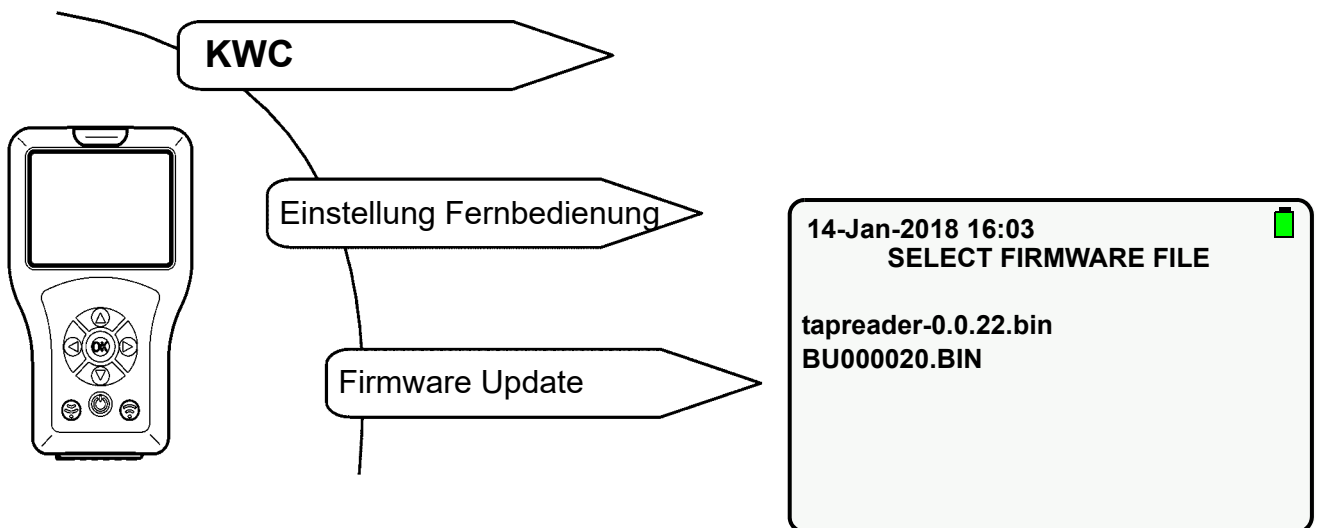 KWC
Einstellung Fernbedienung
Firmware Update
OK
14-Jan-2018 16:03
SELECT FIRMWARE FILE
tapreader-0.0.22.bin
BU000020.BIN